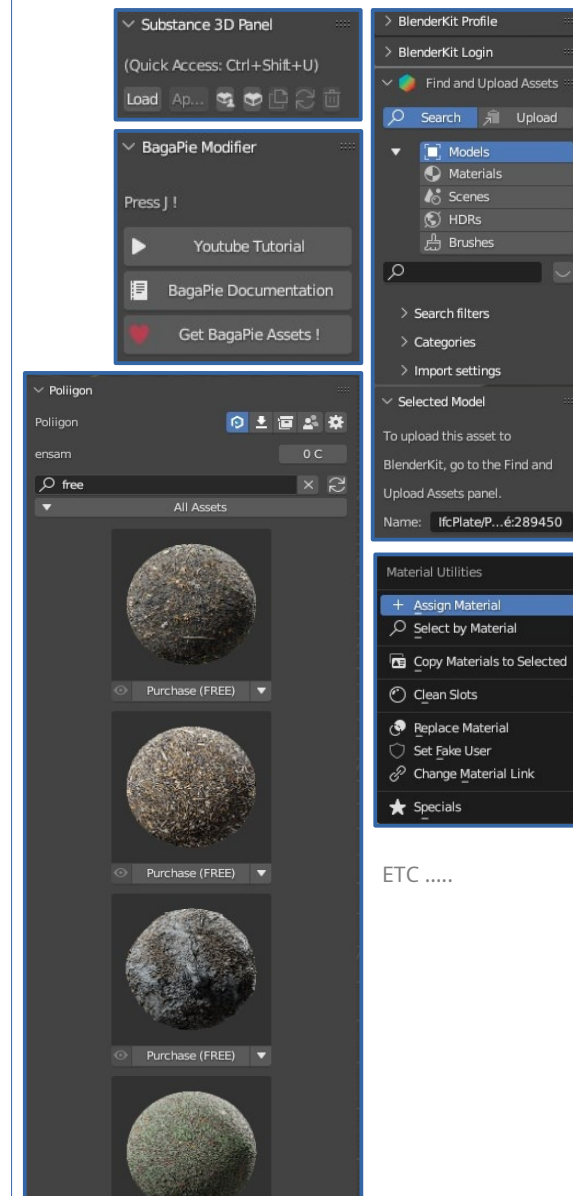 Substance 3D Panel
(Quick Access: Ctrl+Shift+U)
Load Ap...
BagaPie Modifier
Press J !
Youtube Tutorial
BagaPie Documentation
Get BagaPie Assets !
Poliigon
Poliigon
ensam 0 C
free
All Assets
Purchase (FREE)
Purchase (FREE)
Purchase (FREE)
BlenderKit Profile
BlenderKit Login
Find and Upload Assets
Search Upload
Models
Materials
Scenes
HDRs
Brushes
Search filters
Categories
Import settings
Selected Model
To upload this asset to
BlenderKit, go to the Find and
Upload Assets panel.
Name: IfcPlate/P...é:289450
Material Utilities
Assign Material
Select by Material
Copy Materials to Selected
Clean Slots
Replace Material
Set Fake User
Change Material Link
Specials
ETC .....